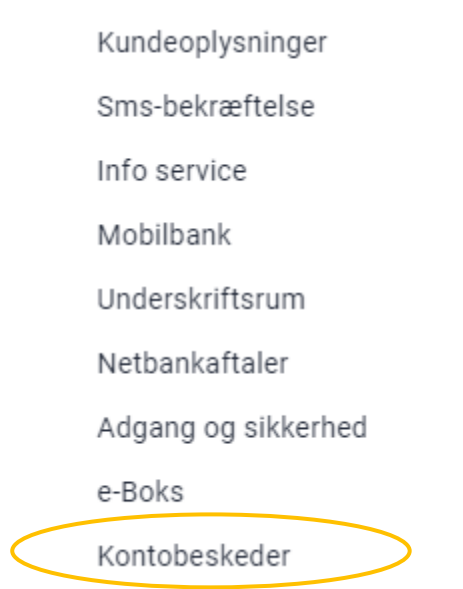 Kundeoplysninger
Sms-bekræftelse
Info service
Mobilbank
Underskriftsrum
Netbankaftaler
Adgang og sikkerhed
e-Boks
Kontobeskeder